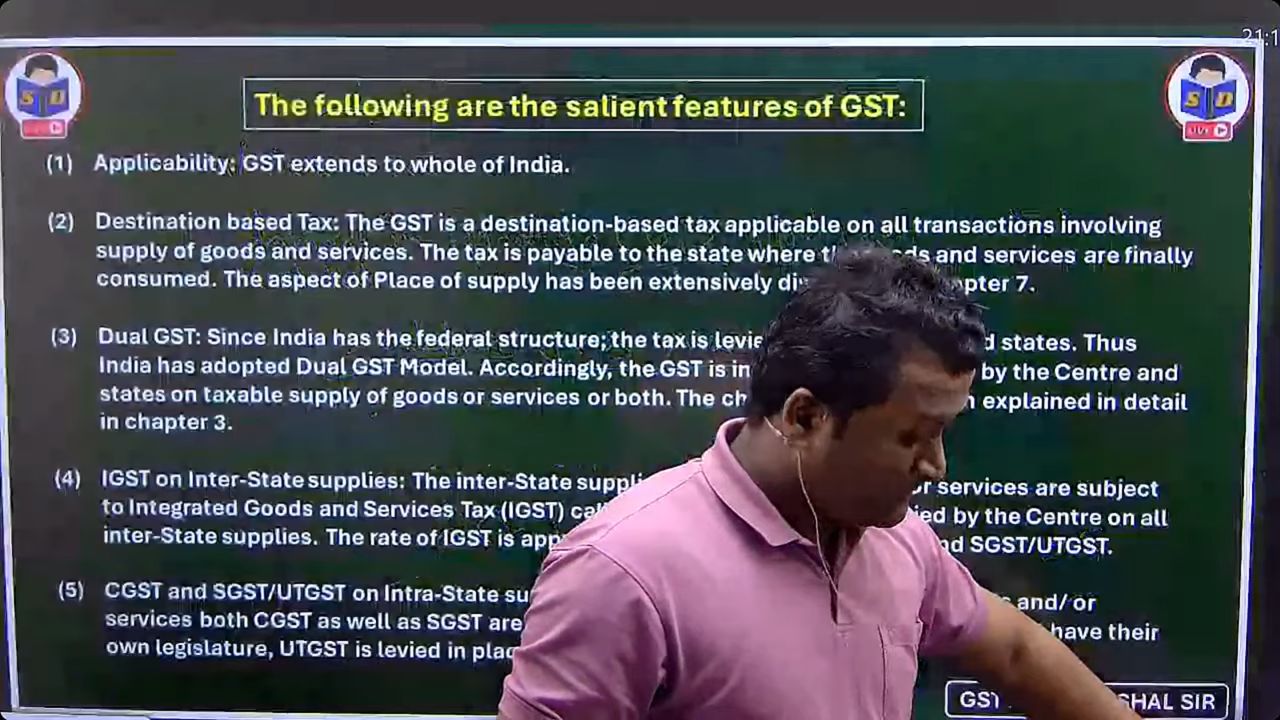 21:1
S D
LIVE
S D
LIVE
The following are the salient features of GST:
(1) Applicability: GST extends to whole of India.
(2) Destination based Tax: The GST is a destination-based tax applicable on all transactions involving
supply of goods and services. The tax is payable to the state where and services are finally
consumed. The aspect of Place of supply has been extensively 7.
(3) Dual GST: Since India has the federal structure; the tax is states. Thus
India has adopted Dual GST Model. Accordingly, the GST is by the Centre and
states on taxable supply of goods or services or both. The explained in detail
in chapter 3.
(4) IGST on Inter-State supplies: The inter-State services are subject
to Integrated Goods and Services Tax (IGST) by the Centre on all
inter-State supplies. The rate of IGST is SGST/UTGST.
(5) CGST and SGST/UTGST on Intra-State and/ or
services both CGST as well as SGST are have their
own legislature, UTGST is levied in
GST SIR